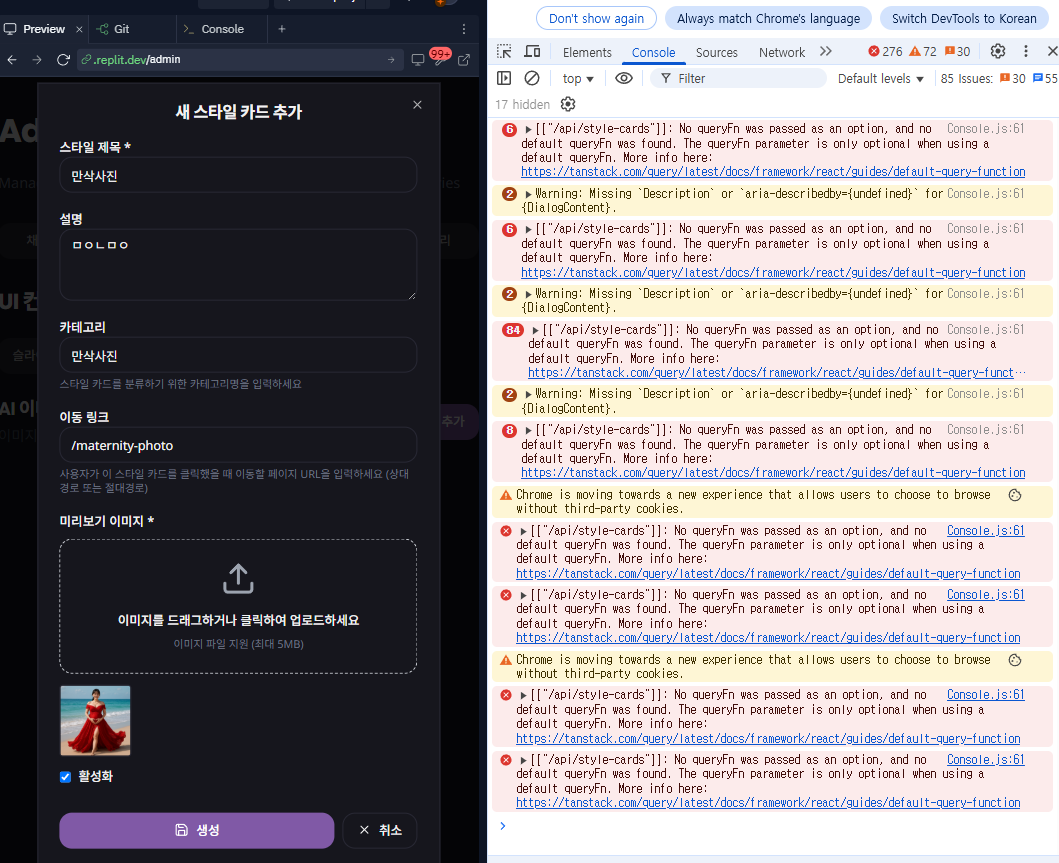 Preview
Git
Console
.replit.dev/admin
99+
새 스타일 카드 추가
스타일 제목 *
만삭사진
설명
ㅁㅇㄴㅁㅇ
카테고리
만삭사진
스타일 카드를 분류하기 위한 카테고리명을 입력하세요
이동 링크
/maternity-photo
사용자가 이 스타일 카드를 클릭했을 때 이동할 페이지 URL을 입력하세요 (상대
경로 또는 절대경로)
미리보기 이미지 *
이미지를 드래그하거나 클릭하여 업로드하세요
이미지 파일 지원 (최대 5MB)
활성화
생성
취소
Ad
Mana
ies
UI 컨
추가
Don't show again
Always match Chrome's language
Switch DevTools to Korean
Elements
Console
Sources
Network
276
72
30
top
Filter
Default levels
85 Issues:
30
55
17 hidden
6 [["/api/style-cards"]]: No queryFn was passed as an option, and no Console.js:61
default queryFn was found. The queryFn parameter is only optional when using a
default queryFn. More info here:
https://tanstack.com/query/latest/docs/framework/react/guides/default-query-function
2 Warning: Missing `Description` or `aria-describedby={undefined}` for Console.js:61
{DialogContent}.
6 [["/api/style-cards"]]: No queryFn was passed as an option, and no Console.js:61
default queryFn was found. The queryFn parameter is only optional when using a
default queryFn. More info here:
https://tanstack.com/query/latest/docs/framework/react/guides/default-query-function
2 Warning: Missing `Description` or `aria-describedby={undefined}` for Console.js:61
{DialogContent}.
84 [["/api/style-cards"]]: No queryFn was passed as an option, and no Console.js:61
default queryFn was found. The queryFn parameter is only optional when using a
default queryFn. More info here:
https://tanstack.com/query/latest/docs/framework/react/guides/default-query-funct…
2 Warning: Missing `Description` or `aria-describedby={undefined}` for Console.js:61
{DialogContent}.
8 [["/api/style-cards"]]: No queryFn was passed as an option, and no Console.js:61
default queryFn was found. The queryFn parameter is only optional when using a
default queryFn. More info here:
https://tanstack.com/query/latest/docs/framework/react/guides/default-query-function
Chrome is moving towards a new experience that allows users to choose to browse
without third-party cookies.
[["/api/style-cards"]]: No queryFn was passed as an option, and no Console.js:61
default queryFn was found. The queryFn parameter is only optional when using a
default queryFn. More info here:
https://tanstack.com/query/latest/docs/framework/react/guides/default-query-function
[["/api/style-cards"]]: No queryFn was passed as an option, and no Console.js:61
default queryFn was found. The queryFn parameter is only optional when using a
default queryFn. More info here:
https://tanstack.com/query/latest/docs/framework/react/guides/default-query-function
Chrome is moving towards a new experience that allows users to choose to browse
without third-party cookies.
[["/api/style-cards"]]: No queryFn was passed as an option, and no Console.js:61
default queryFn was found. The queryFn parameter is only optional when using a
default queryFn. More info here:
https://tanstack.com/query/latest/docs/framework/react/guides/default-query-function
[["/api/style-cards"]]: No queryFn was passed as an option, and no Console.js:61
default queryFn was found. The queryFn parameter is only optional when using a
default queryFn. More info here:
https://tanstack.com/query/latest/docs/framework/react/guides/default-query-function